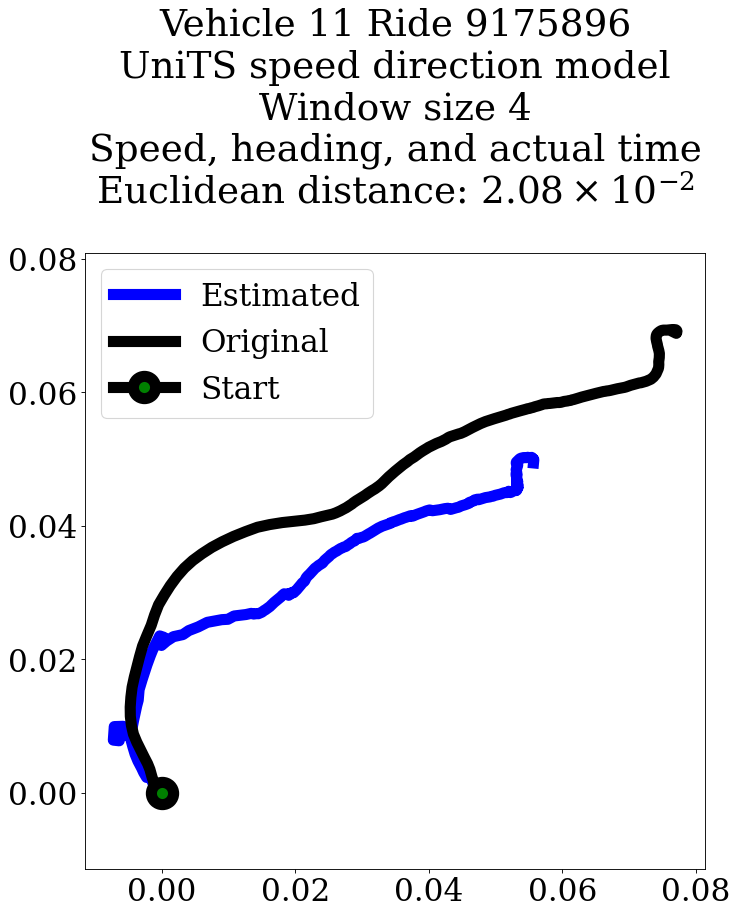 Vehicle 11 Ride 9175896
UniTS speed direction model
Window size 4
Speed, heading, and actual time
Euclidean distance: 2.08 × 10⁻²
0.08
0.06
0.04
0.02
0.00
Estimated
Original
Start
0.00 0.02 0.04 0.06 0.08